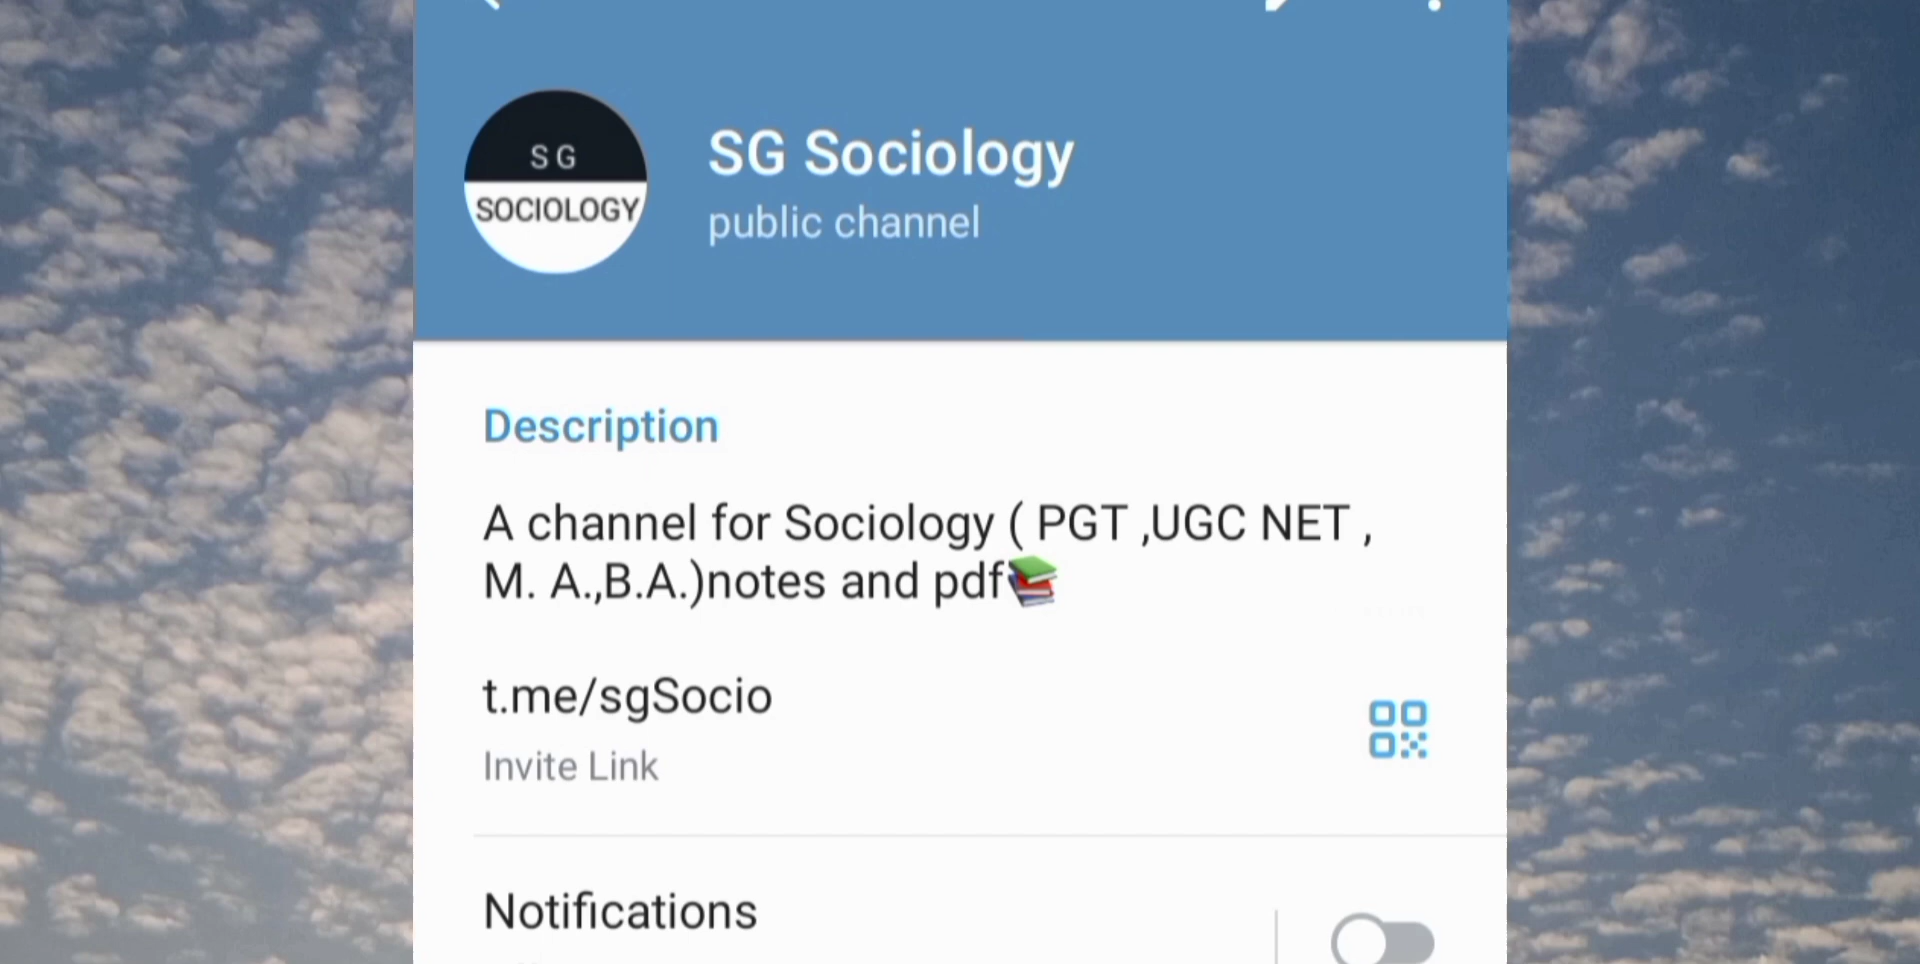 S G
SOCIOLOGY
SG Sociology
public channel
Description
A channel for Sociology ( PGT ,UGC NET ,
M. A.,B.A.)notes and pdf📚
t.me/sgSocio
Invite Link
Notifications